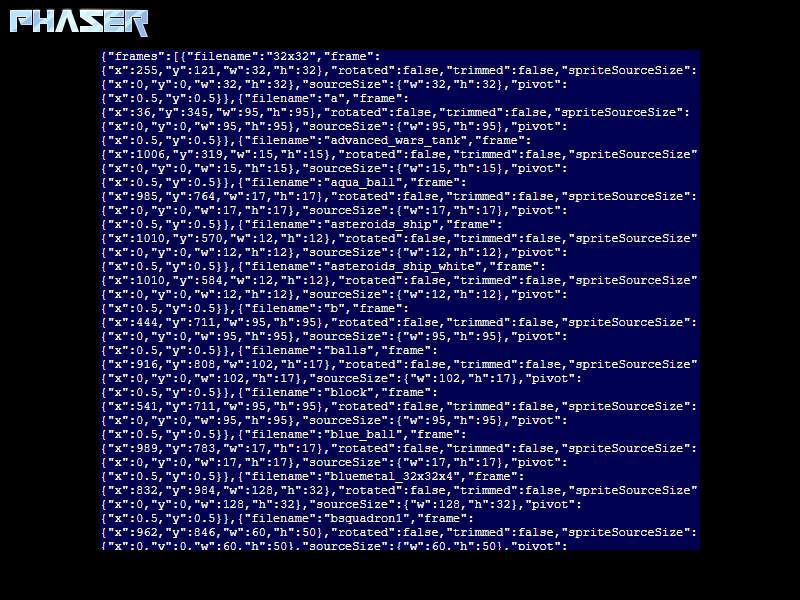 PHASER
{"frames":[{"filename":"32x32","frame":
{"x":255,"y":121,"w":32,"h":32},"rotated":false,"trimmed":false,"spriteSourceSize":
{"x":0,"y":0,"w":32,"h":32},"sourceSize":{"w":32,"h":32},"pivot":
{"x":0.5,"y":0.5}},{"filename":"a","frame":
{"x":36,"y":345,"w":95,"h":95},"rotated":false,"trimmed":false,"spriteSourceSize":
{"x":0,"y":0,"w":95,"h":95},"sourceSize":{"w":95,"h":95},"pivot":
{"x":0.5,"y":0.5}},{"filename":"advanced_wars_tank","frame":
{"x":1006,"y":319,"w":15,"h":15},"rotated":false,"trimmed":false,"spriteSourceSize"
{"x":0,"y":0,"w":15,"h":15},"sourceSize":{"w":15,"h":15},"pivot":
{"x":0.5,"y":0.5}},{"filename":"aqua_ball","frame":
{"x":985,"y":764,"w":17,"h":17},"rotated":false,"trimmed":false,"spriteSourceSize":
{"x":0,"y":0,"w":17,"h":17},"sourceSize":{"w":17,"h":17},"pivot":
{"x":0.5,"y":0.5}},{"filename":"asteroids_ship","frame":
{"x":1010,"y":570,"w":12,"h":12},"rotated":false,"trimmed":false,"spriteSourceSize"
{"x":0,"y":0,"w":12,"h":12},"sourceSize":{"w":12,"h":12},"pivot":
{"x":0.5,"y":0.5}},{"filename":"asteroids_ship_white","frame":
{"x":1010,"y":584,"w":12,"h":12},"rotated":false,"trimmed":false,"spriteSourceSize"
{"x":0,"y":0,"w":12,"h":12},"sourceSize":{"w":12,"h":12},"pivot":
{"x":0.5,"y":0.5}},{"filename":"b","frame":
{"x":444,"y":711,"w":95,"h":95},"rotated":false,"trimmed":false,"spriteSourceSize":
{"x":0,"y":0,"w":95,"h":95},"sourceSize":{"w":95,"h":95},"pivot":
{"x":0.5,"y":0.5}},{"filename":"balls","frame":
{"x":916,"y":808,"w":102,"h":17},"rotated":false,"trimmed":false,"spriteSourceSize"
{"x":0,"y":0,"w":102,"h":17},"sourceSize":{"w":102,"h":17},"pivot":
{"x":0.5,"y":0.5}},{"filename":"block","frame":
{"x":541,"y":711,"w":95,"h":95},"rotated":false,"trimmed":false,"spriteSourceSize":
{"x":0,"y":0,"w":95,"h":95},"sourceSize":{"w":95,"h":95},"pivot":
{"x":0.5,"y":0.5}},{"filename":"blue_ball","frame":
{"x":989,"y":783,"w":17,"h":17},"rotated":false,"trimmed":false,"spriteSourceSize":
{"x":0,"y":0,"w":17,"h":17},"sourceSize":{"w":17,"h":17},"pivot":
{"x":0.5,"y":0.5}},{"filename":"bluemetal_32x32x4","frame":
{"x":832,"y":984,"w":128,"h":32},"rotated":false,"trimmed":false,"spriteSourceSize"
{"x":0,"y":0,"w":128,"h":32},"sourceSize":{"w":128,"h":32},"pivot":
{"x":0.5,"y":0.5}},{"filename":"bsquadron1","frame":
{"x":962,"y":846,"w":60,"h":50},"rotated":false,"trimmed":false,"spriteSourceSize":
{"x":0,"y":0,"w":60,"h":50},"sourceSize":{"w":60,"h":50},"pivot":